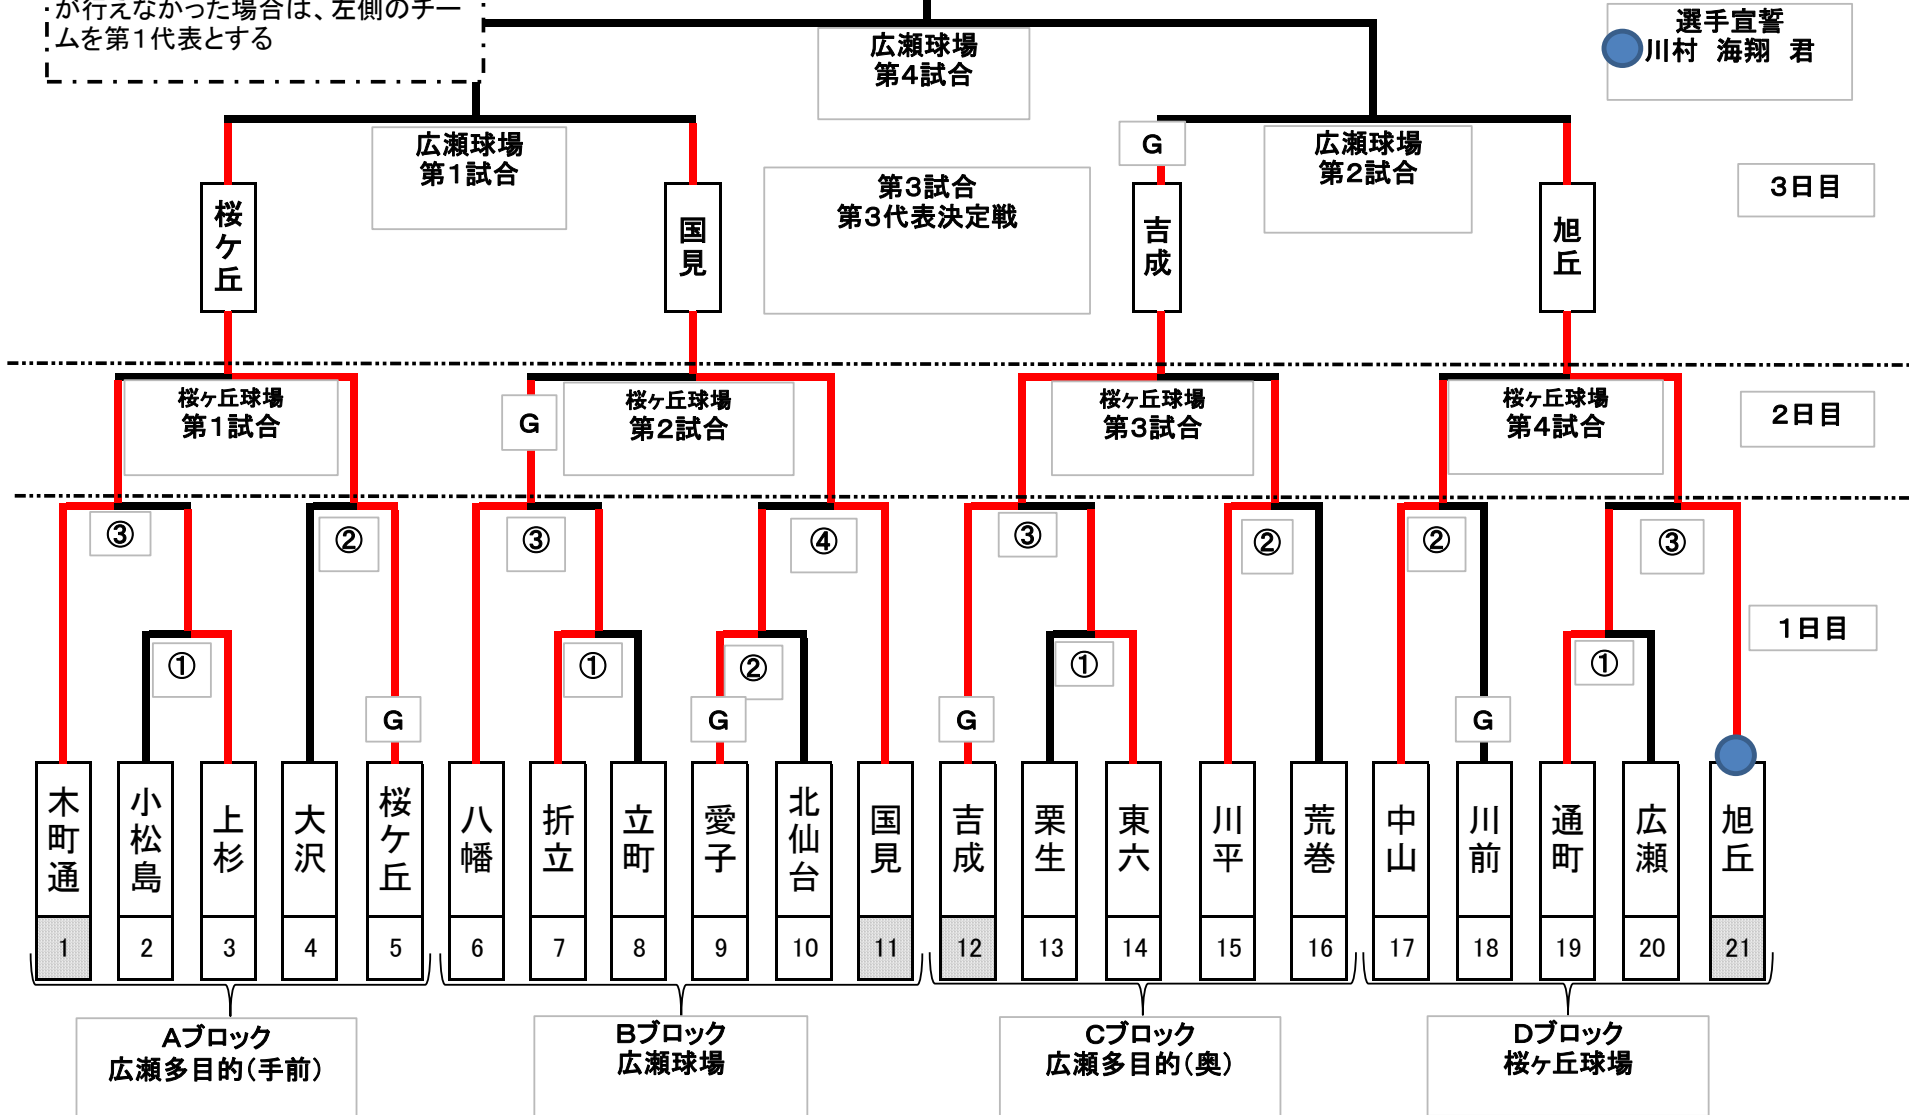 が行えなかった場合は、左側のチー
ムを第1代表とする
選手宣誓
川村 海翔 君
広瀬球場
第4試合
広瀬球場
第1試合
G
広瀬球場
第2試合
第3試合
第3代表決定戦
3日目
桜ケ丘
国見
吉成
旭丘
桜ヶ丘球場
第1試合
G
桜ヶ丘球場
第2試合
桜ヶ丘球場
第3試合
桜ヶ丘球場
第4試合
2日目
③
②
③
④
③
②
②
③
1日目
①
①
②
①
①
G
G
G
G
木町通
小松島
上杉
大沢
桜ケ丘
八幡
折立
立町
愛子
北仙台
国見
吉成
栗生
東六
川平
荒巻
中山
川前
通町
広瀬
旭丘
1
2
3
4
5
6
7
8
9
10
11
12
13
14
15
16
17
18
19
20
21
Aブロック
広瀬多目的(手前)
Bブロック
広瀬球場
Cブロック
広瀬多目的(奥)
Dブロック
桜ヶ丘球場